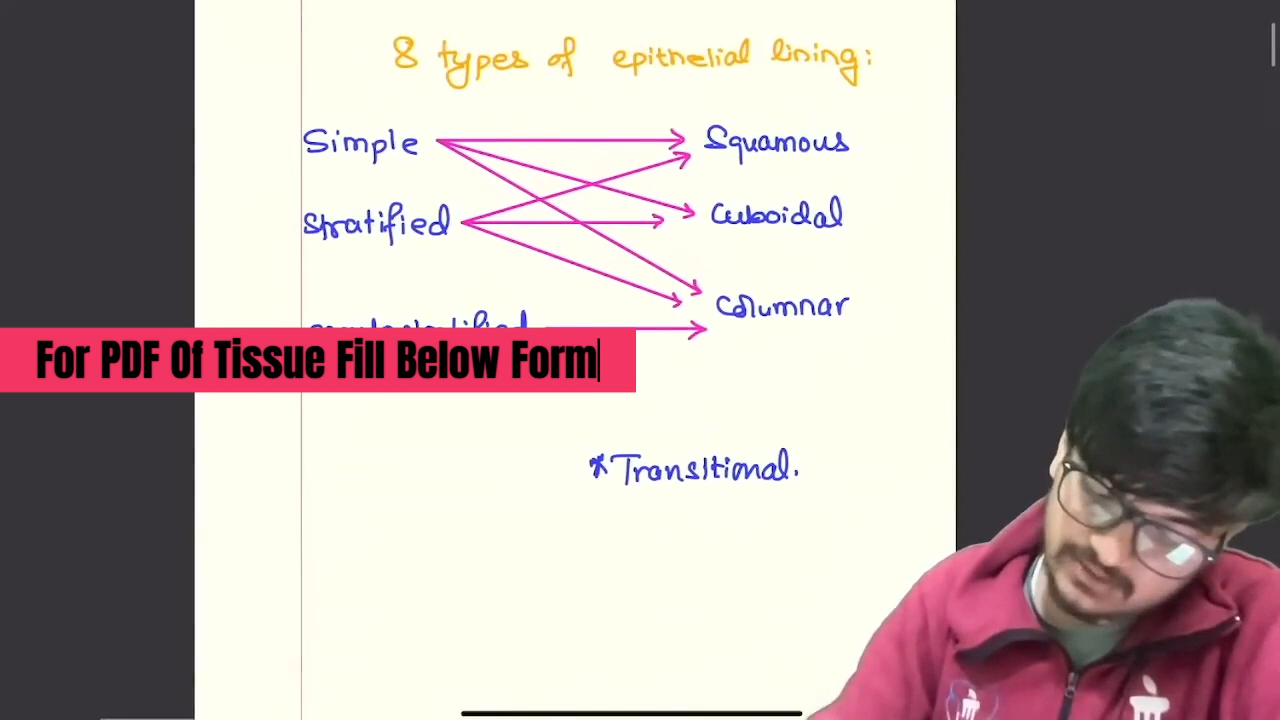 8 types of epithelial lining:
Simple
Squamous
Stratified
Cuboidal
Columnar
For PDF Of Tissue Fill Below Form
* Transitional.